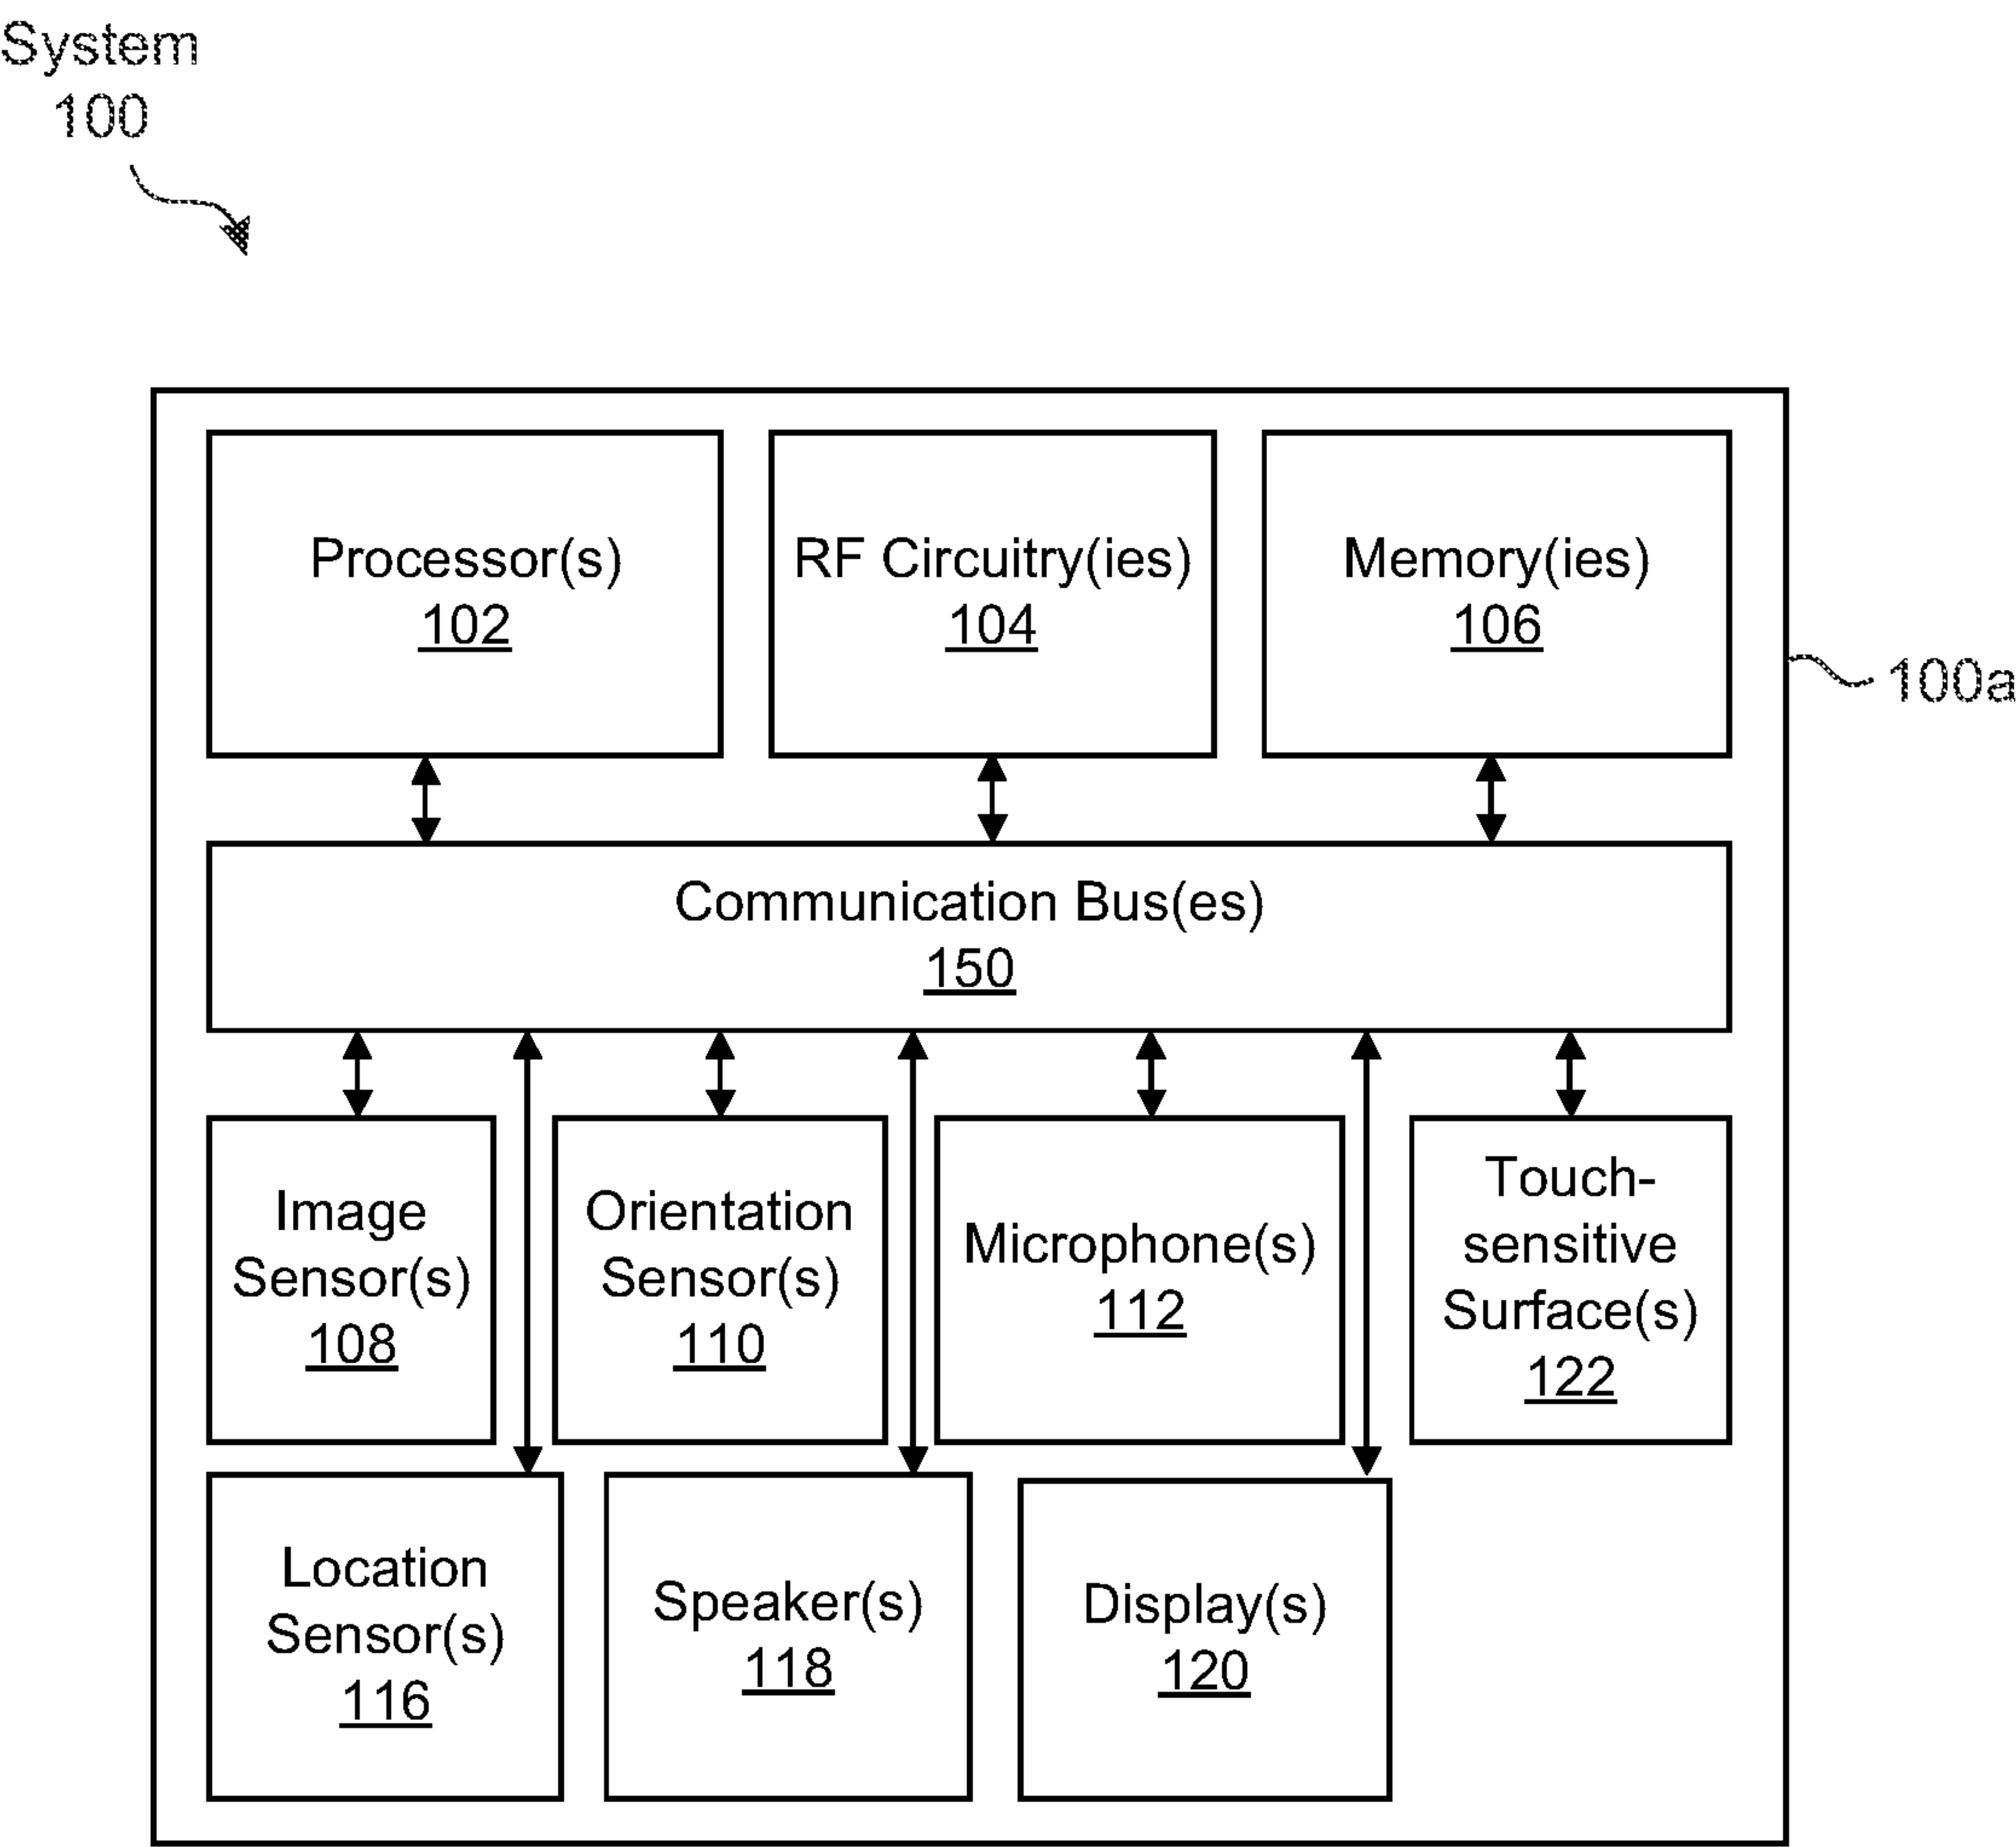 System
100
Processor(s)
102
RF Circuitry(ies)
104
Memory(ies)
106
100a
Communication Bus(es)
150
Image
Sensor(s)
108
Orientation
Sensor(s)
110
Microphone(s)
112
Touch-
sensitive
Surface(s)
122
Location
Sensor(s)
116
Speaker(s)
118
Display(s)
120